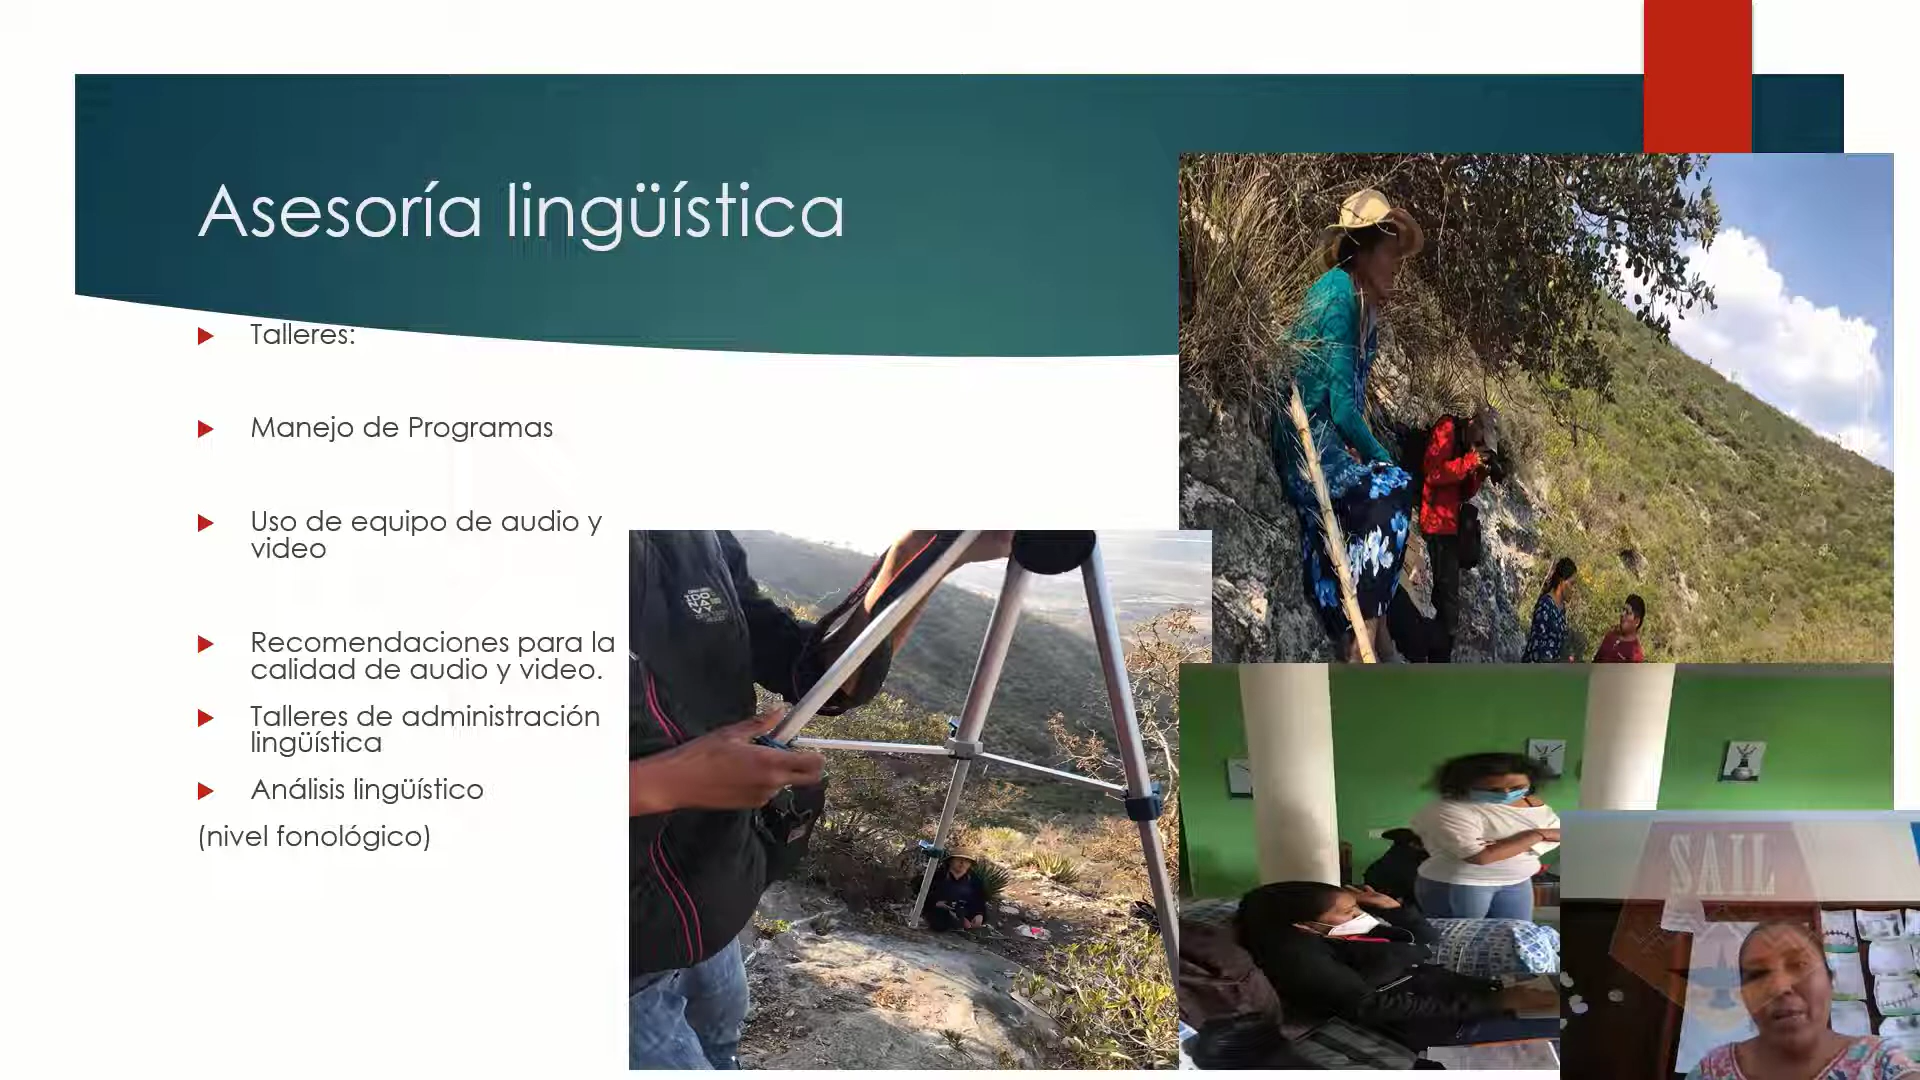 Asesoría lingüística
Talleres:
Manejo de Programas
Uso de equipo de audio y
video
Recomendaciones para la
calidad de audio y video.
Talleres de administración
lingüística
Análisis lingüístico
(nivel fonológico)
SAIL